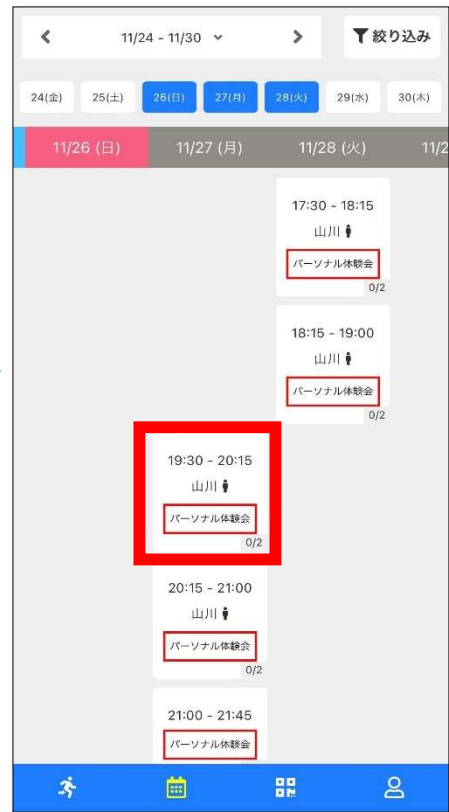 11/24 - 11/30
絞り込み
24(金) 25(土) 26(日) 27(月) 28(火) 29(水) 30(木)
11/26 (日) 11/27 (月) 11/28 (火) 11/2
17:30 - 18:15
山川
パーソナル体験会
0/2
18:15 - 19:00
山川
パーソナル体験会
0/2
19:30 - 20:15
山川
パーソナル体験会
0/2
20:15 - 21:00
山川
パーソナル体験会
0/2
21:00 - 21:45
パーソナル体験会